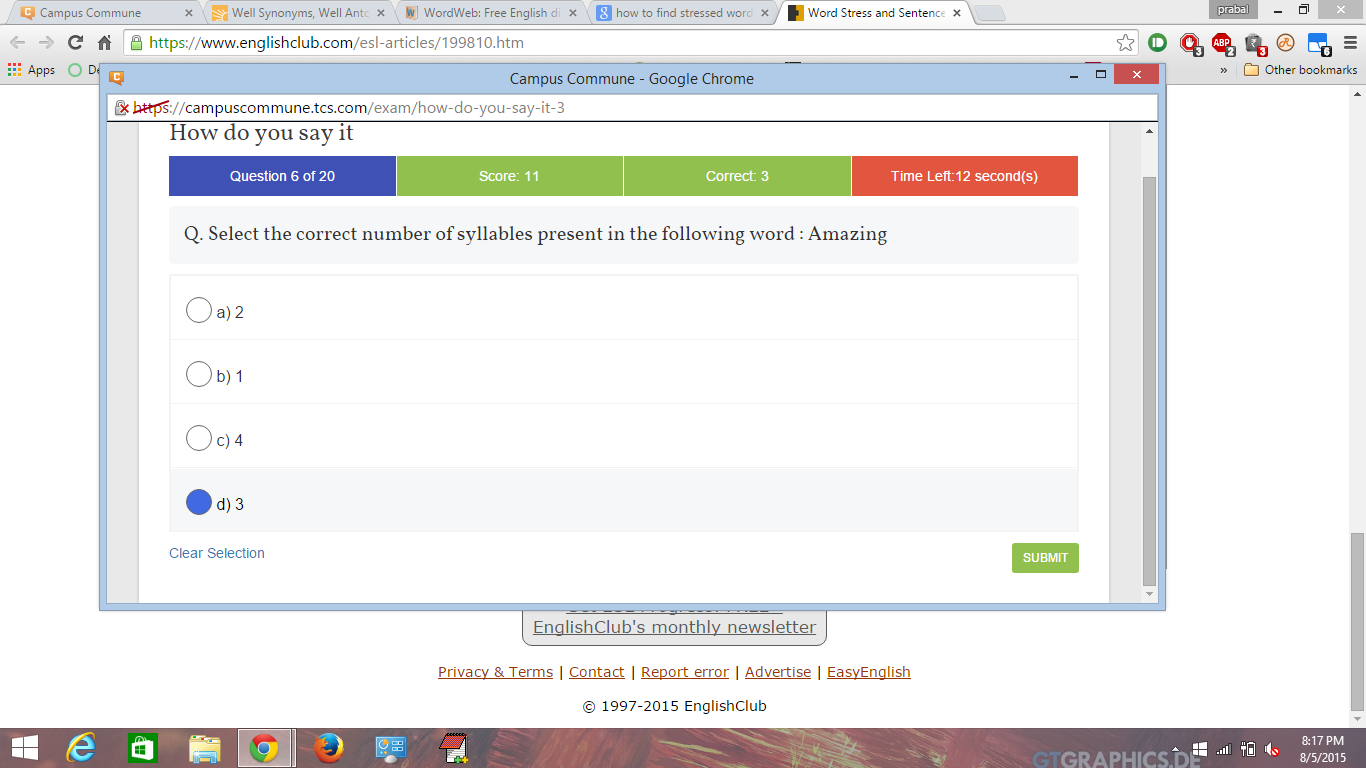 Campus Commune
Well Synonyms, Well Anto
WordWeb: Free English di
how to find stressed word
Word Stress and Sentence
prabal
https://www.englishclub.com/esl-articles/199810.htm
3
ABP
2
3
6
Apps
»
Other bookmarks
Campus Commune - Google Chrome
https://campuscommune.tcs.com/exam/how-do-you-say-it-3
How do you say it
Question 6 of 20
Score: 11
Correct: 3
Time Left:12 second(s)
Q. Select the correct number of syllables present in the following word : Amazing
a) 2
b) 1
c) 4
d) 3
Clear Selection
SUBMIT
EnglishClub's monthly newsletter
Privacy & Terms | Contact | Report error | Advertise | EasyEnglish
© 1997-2015 EnglishClub
GTGRAPHICS.DE
8:17 PM
8/5/2015